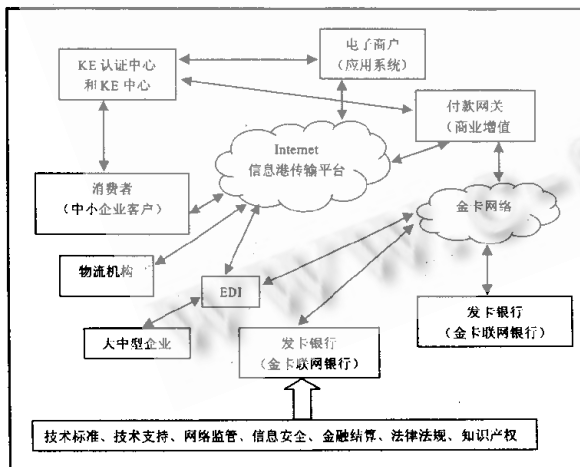 KE 认证中心
和KE 中心
电子商户
(应用系统)
付款网关
(商业增值
Internet
信息港传输平台
消费者
(中小企业客户)
金卡网络
物流机构
EDI
发卡银行
(金卡联网银行)
大中型企业
发卡银行
(金卡联网银行)
技术标准、技术支持、网络监管、信息安全、金融结算、法律法规、知识产权